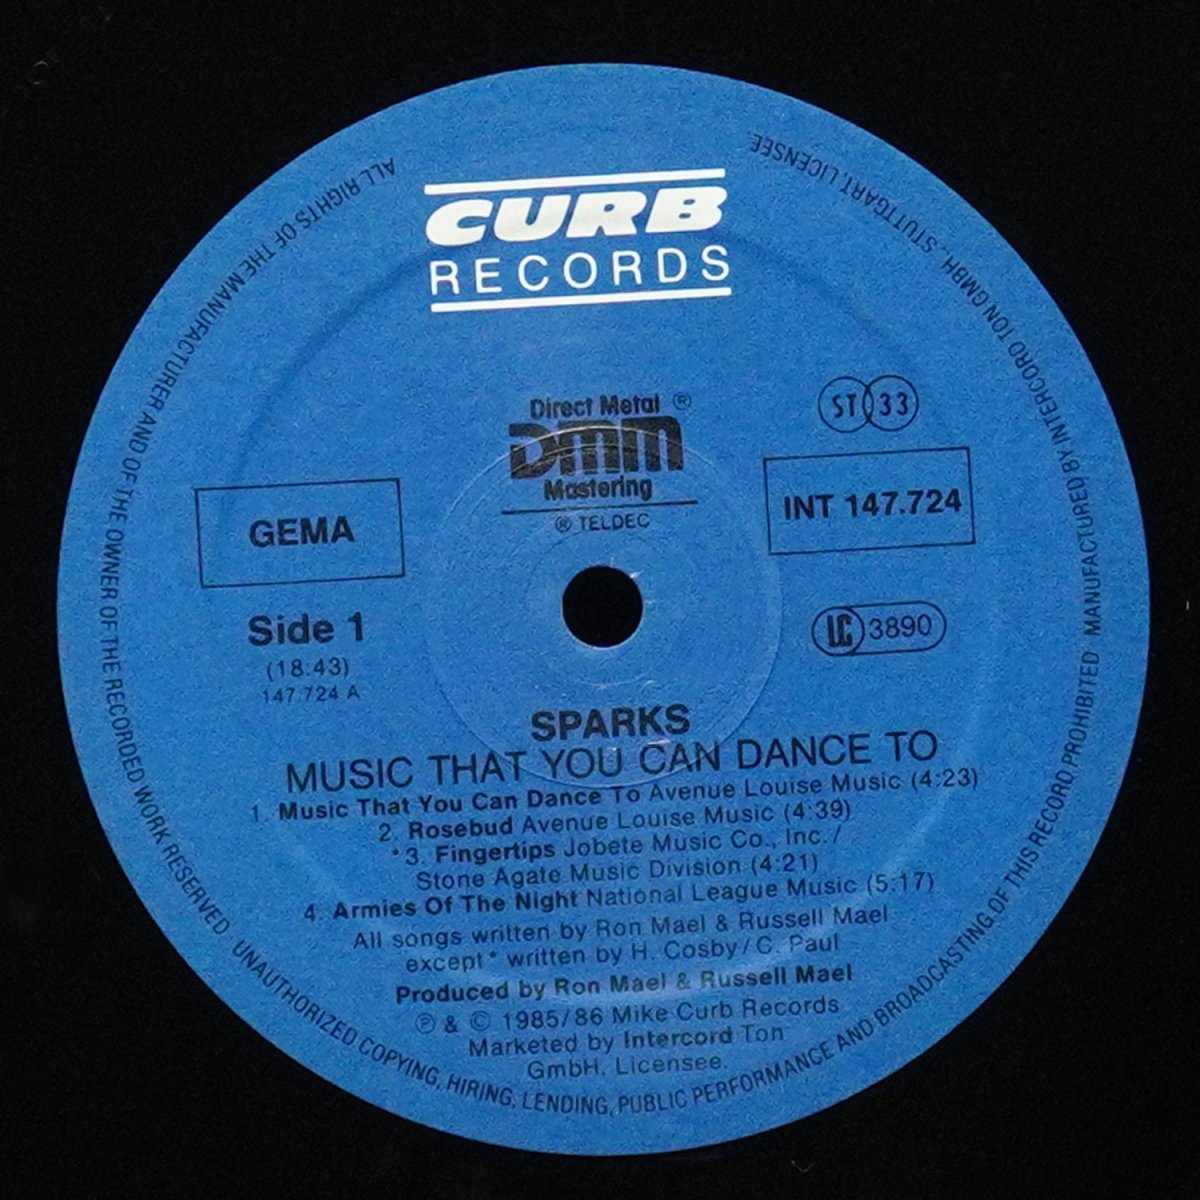 CURB
RECORDS
Direct Metal ®
DMM
Mastering
® TELDEC
ST 33
GEMA
INT 147.724
Side 1
(18:43)
147.724 A
LC 3890
SPARKS
MUSIC THAT YOU CAN DANCE TO
1. Music That You Can Dance To Avenue Louise Music (4:23)
2. Rosebud Avenue Louise Music (4:39)
*3. Fingertips Jobete Music Co., Inc./
Stone Agate Music Division (4:21)
4. Armies Of The Night National League Music (5:17)
All songs written by Ron Mael & Russell Mael
except * written by H. Cosby/C. Paul
Produced by Ron Mael & Russell Mael
℗ & © 1985/86 Mike Curb Records
Marketed by Intercord Ton
GmbH. Licensee.
ALL RIGHTS OF THE MANUFACTURER AND OF THE OWNER OF THE RECORDED WORK RESERVED. UNAUTHORIZED COPYING, HIRING, LENDING, PUBLIC PERFORMANCE AND BROADCASTING OF THIS RECORD PROHIBITED MANUFACTURED BY INTERCORD TON GMBH, STUTTGART, LICENSEE